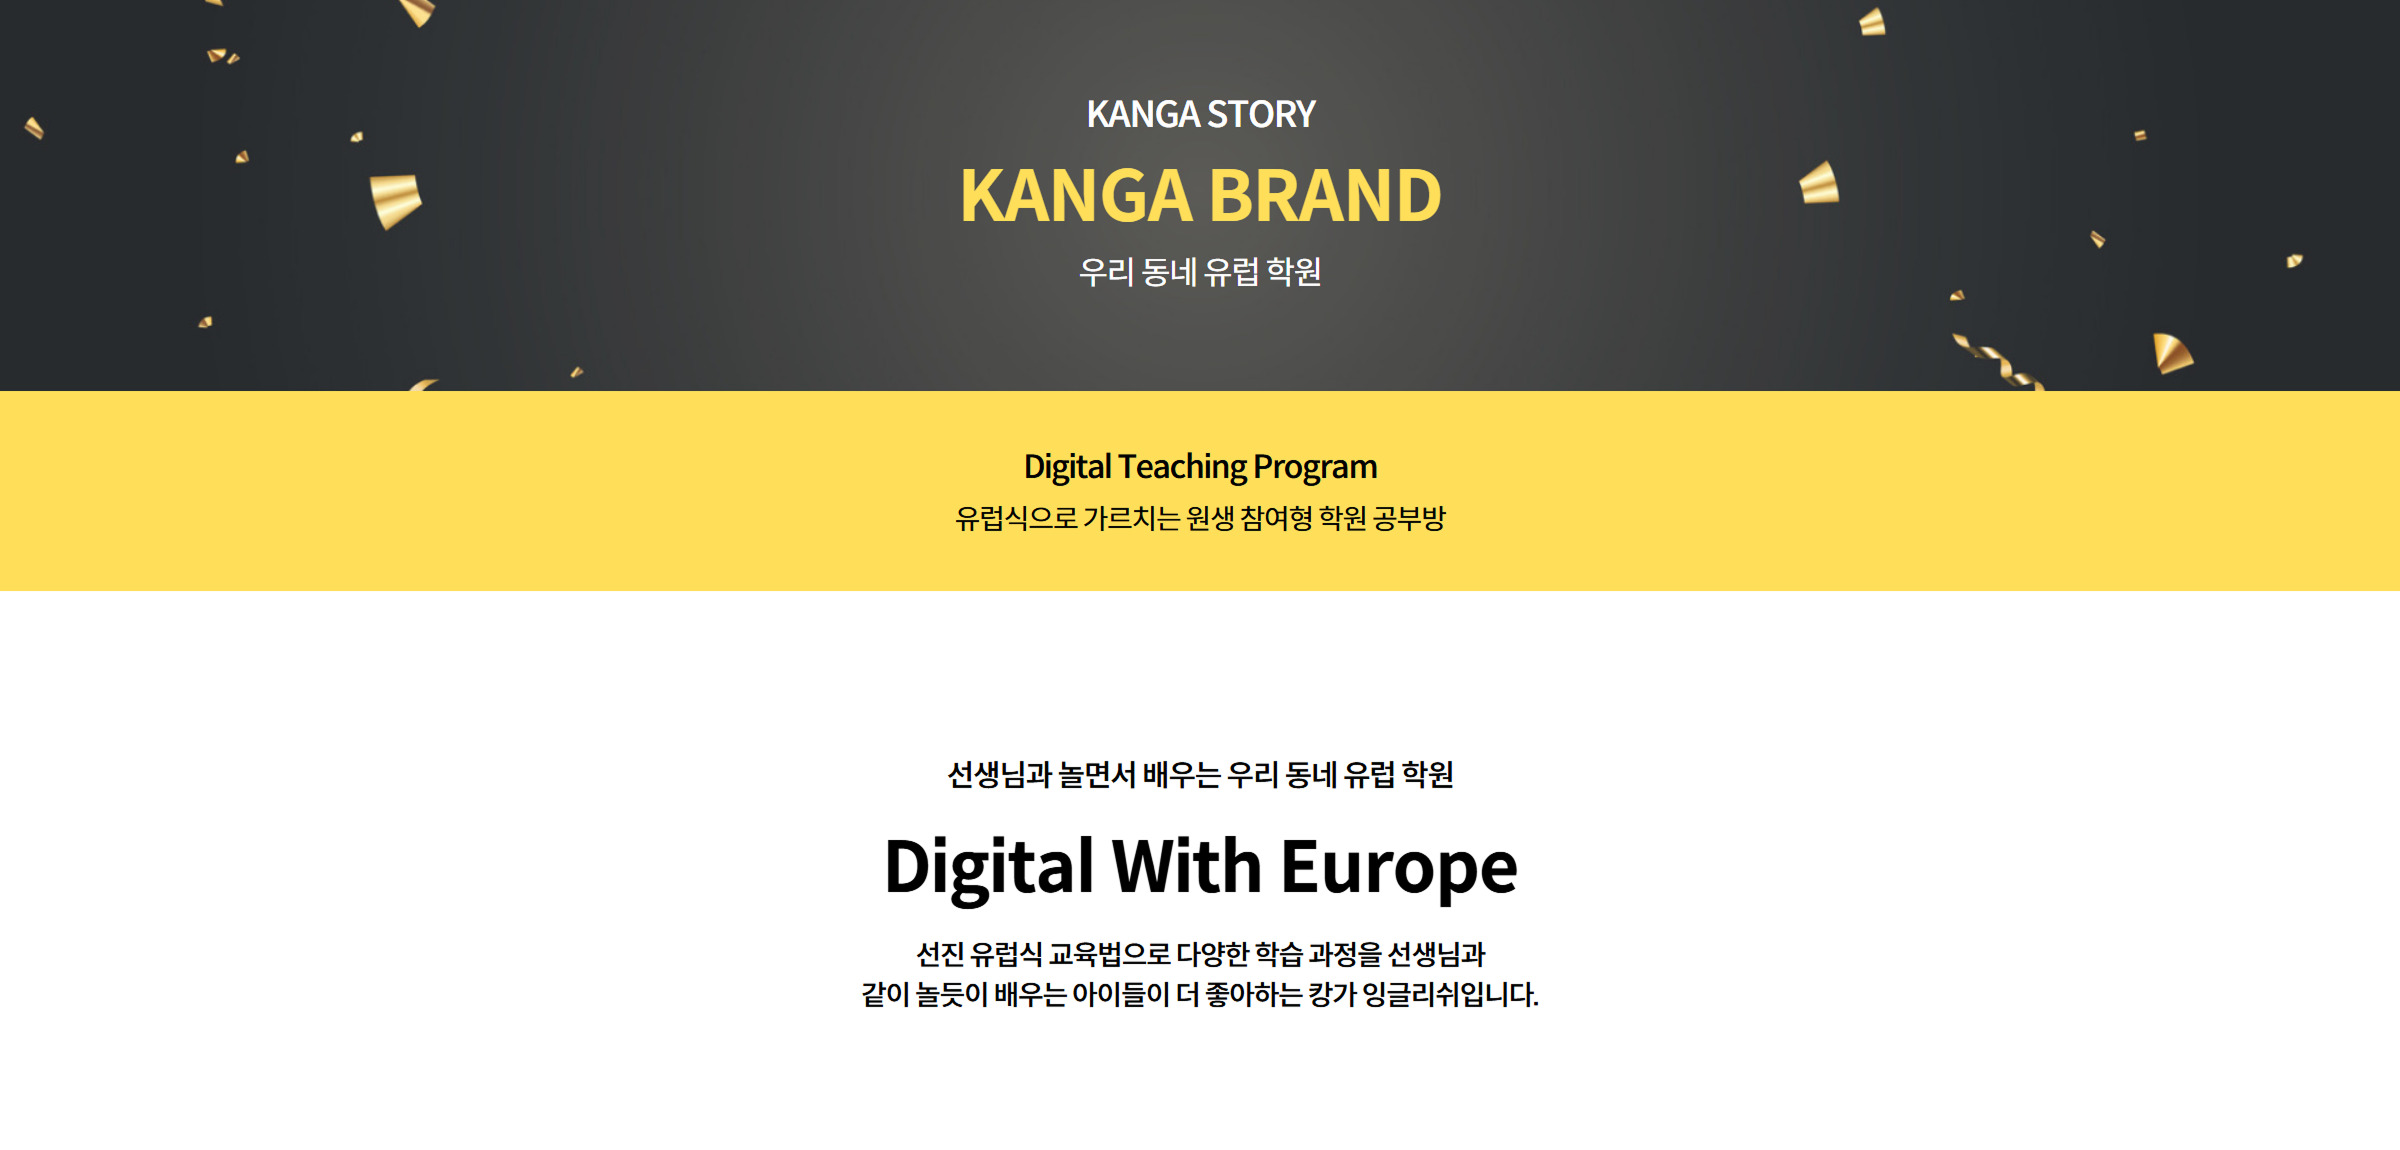 KANGA STORY
KANGA BRAND
우리 동네 유럽 학원
Digital Teaching Program
유럽식으로 가르치는 원생 참여형 학원 공부방
선생님과 놀면서 배우는 우리 동네 유럽 학원
Digital With Europe
선진 유럽식 교육법으로 다양한 학습 과정을 선생님과
같이 놀듯이 배우는 아이들이 더 좋아하는 캉가 잉글리쉬입니다.